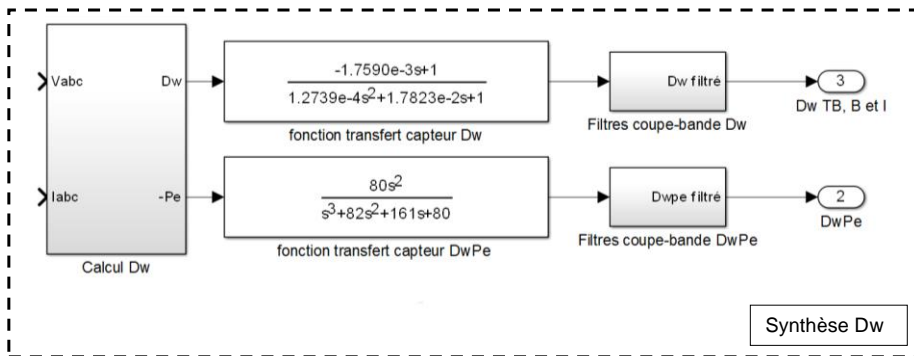 Vabc
Dw
Iabc
-Pe
Calcul Dw
-1.7590e-3s+1
1.2739e-4s²+1.7823e-2s+1
fonction transfert capteur Dw
Dw filtré
Filtres coupe-bande Dw
3
Dw TB, B et I
80s²
s³+82s²+161s+80
fonction transfert capteur DwPe
Dwpe filtré
Filtres coupe-bande DwPe
2
DwPe
Synthèse Dw